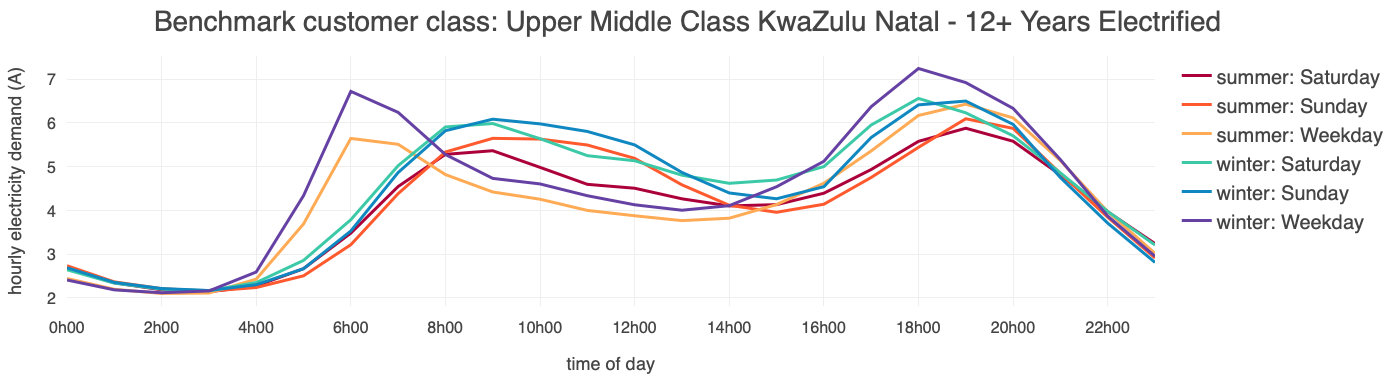 Benchmark customer class: Upper Middle Class KwaZulu Natal - 12+ Years Electrified
hourly electricity demand (A)
7
6
5
4
3
2
0h00 2h00 4h00 6h00 8h00 10h00 12h00 14h00 16h00 18h00 20h00 22h00
time of day
summer: Saturday
summer: Sunday
summer: Weekday
winter: Saturday
winter: Sunday
winter: Weekday